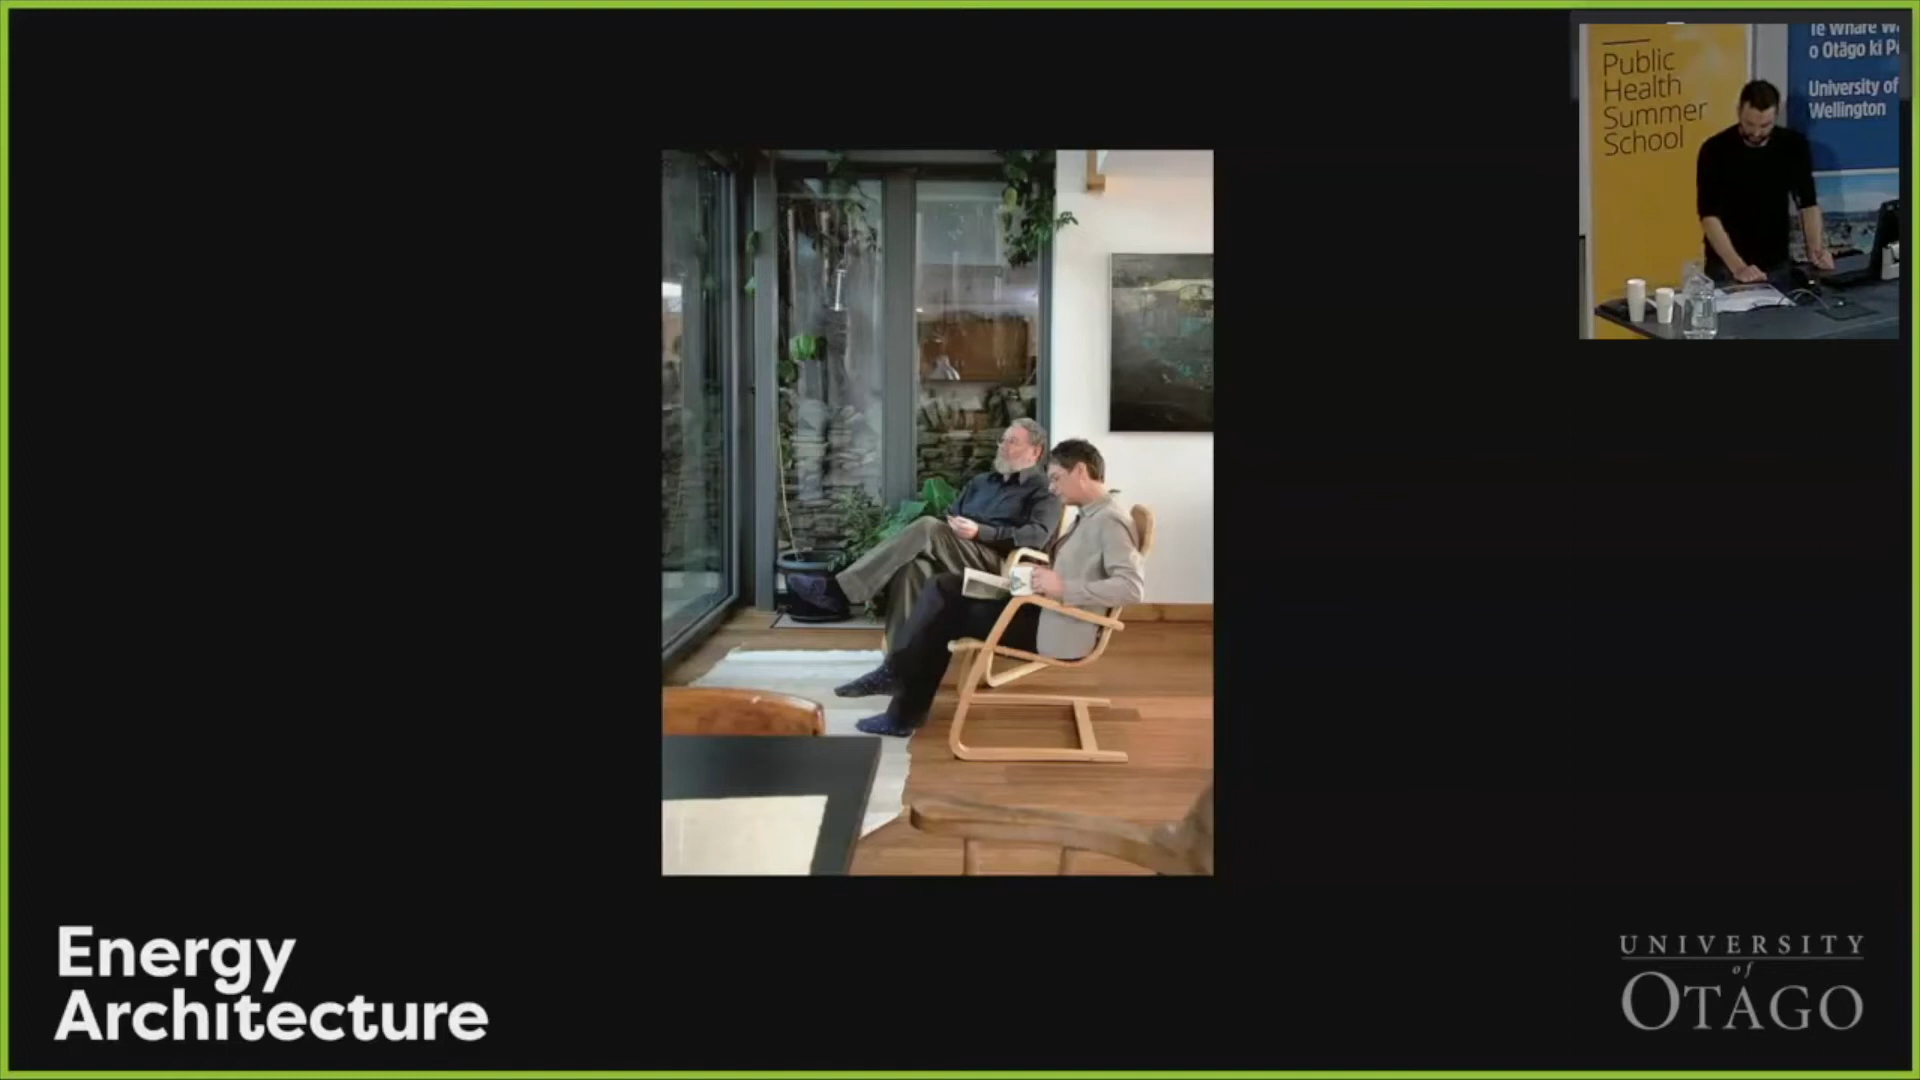 Public
Health
Summer
School
o Otāgo ki
University of
Wellington
Energy
Architecture
UNIVERSITY
of
OTAGO